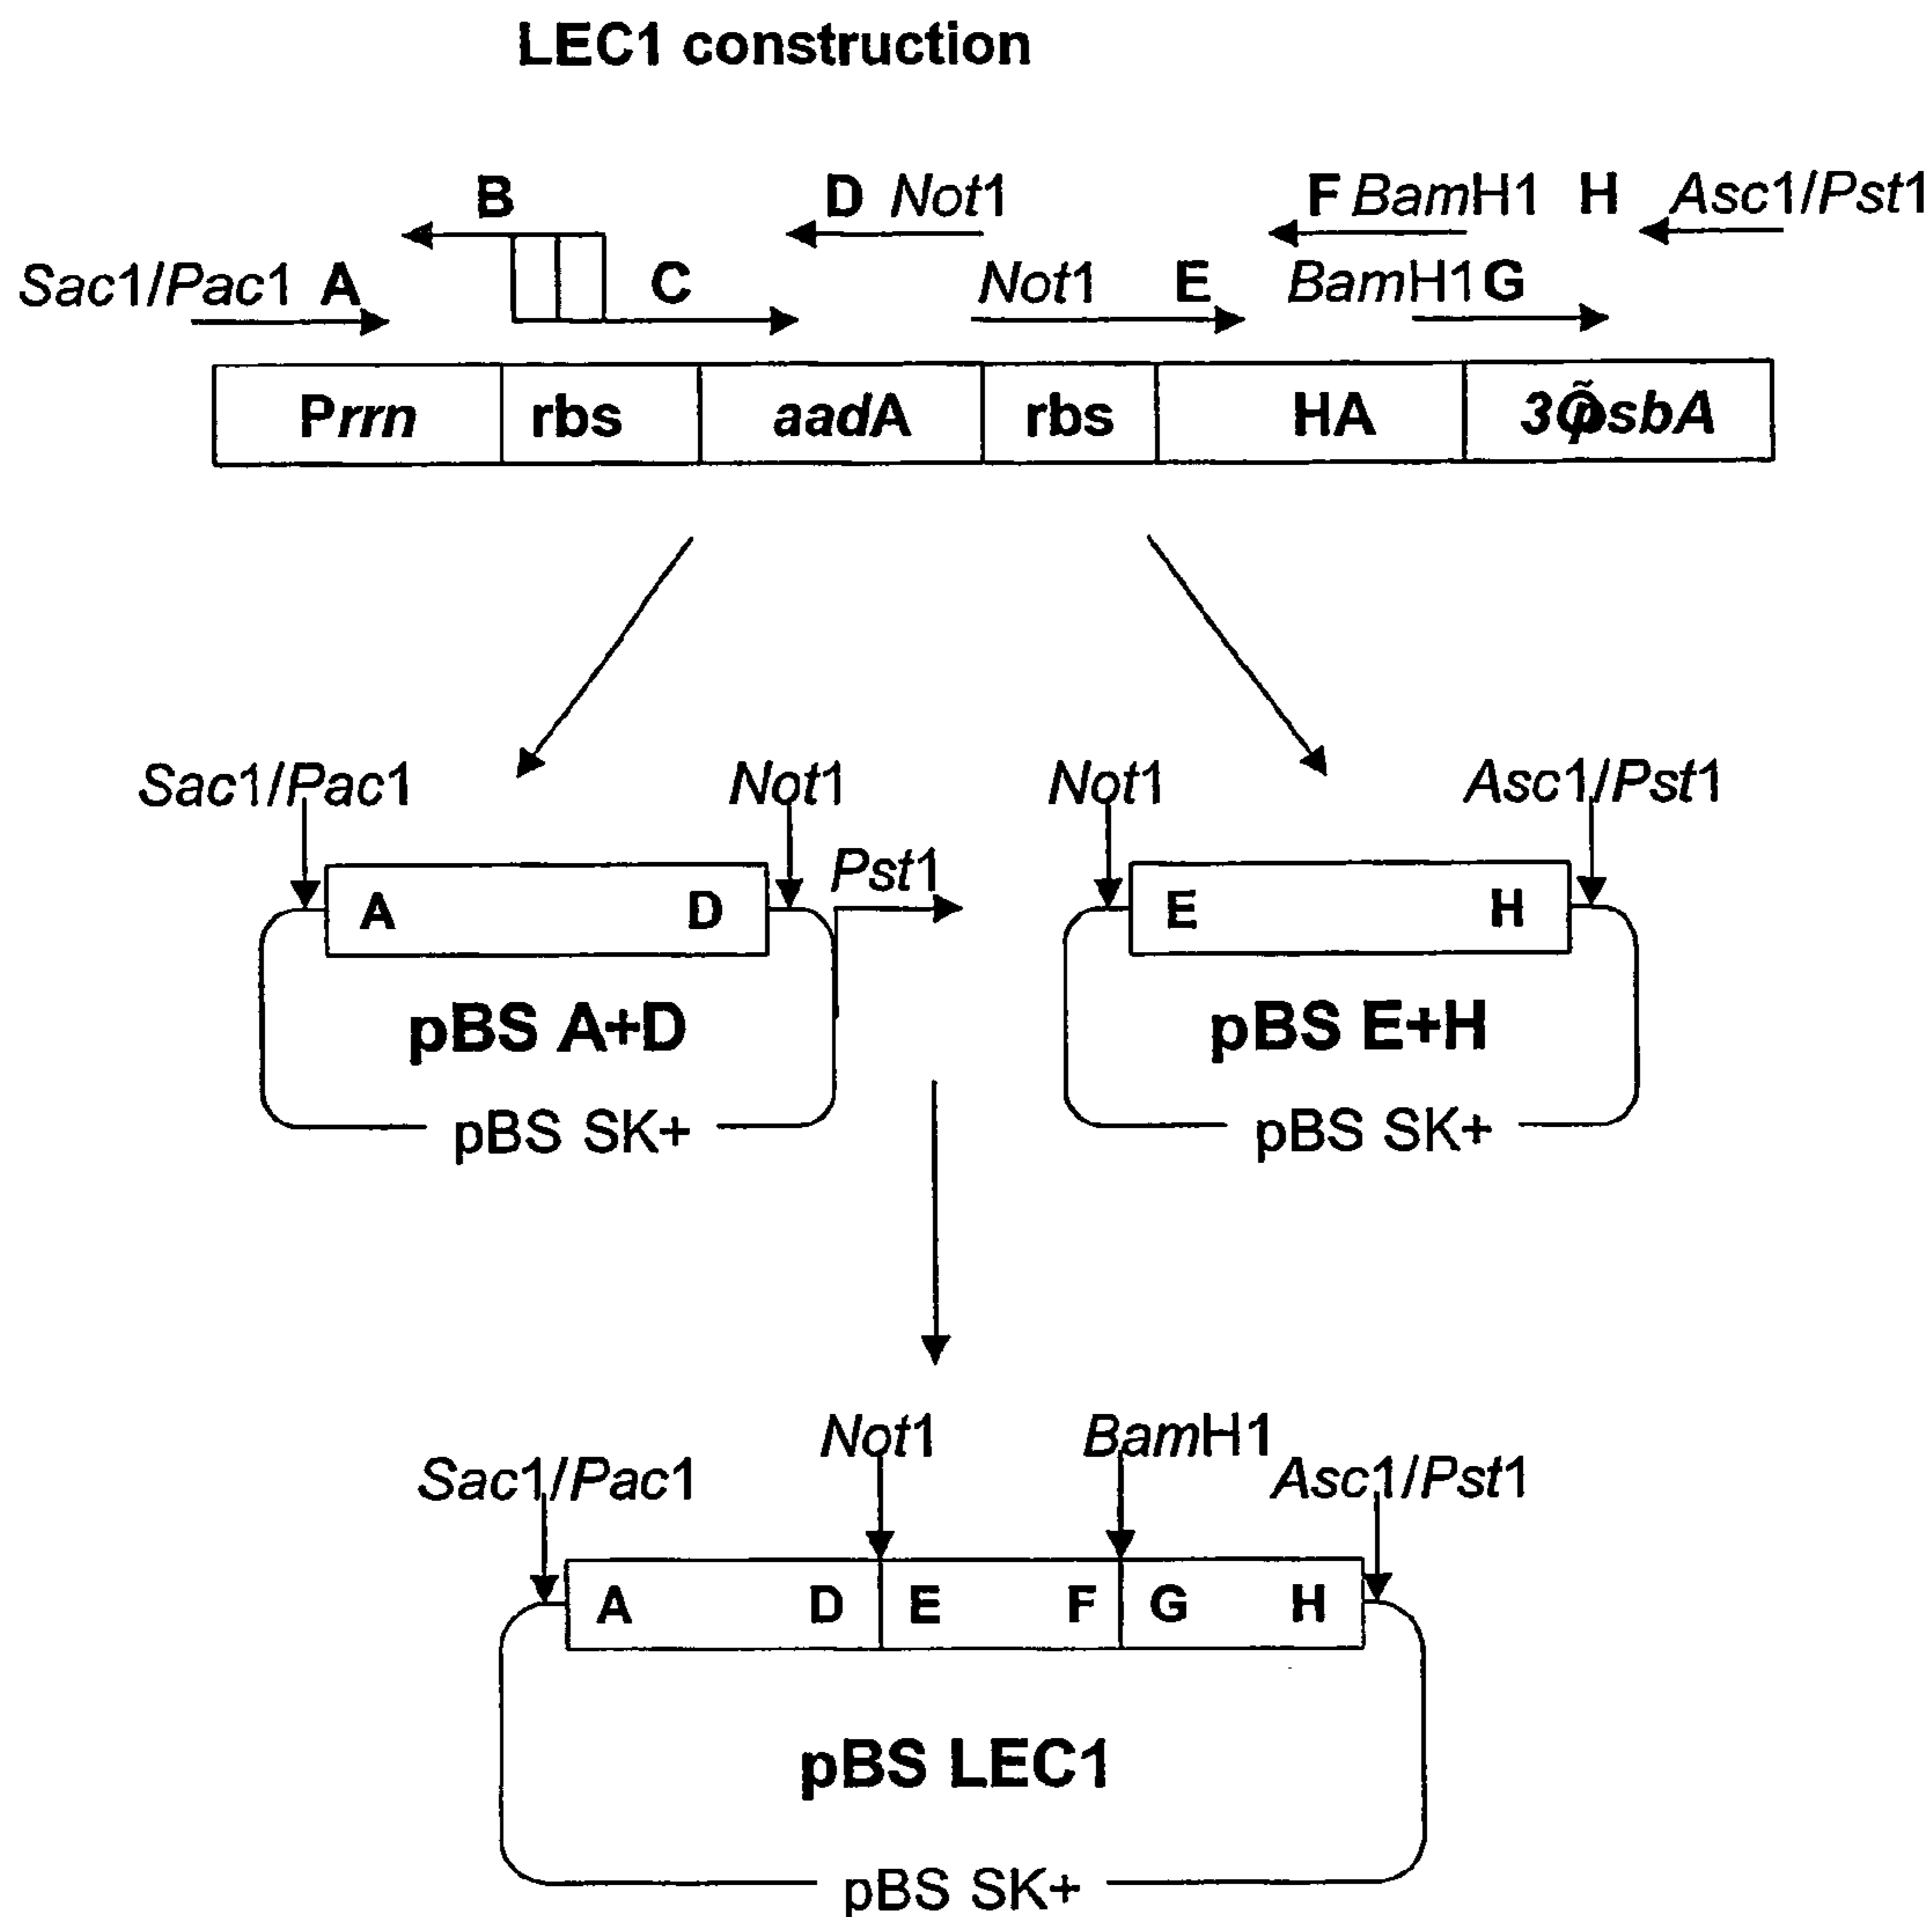 LEC1 construction
B D Not1 F BamH1 H Asc1/Pst1
Sac1/Pac1 A C Not1 E BamH1 G
Prrn rbs aadA rbs HA sbA
Sac1/Pac1 Not1 Not1 Asc1/Pst1
Pst1
A D E H
pBS A+D pBS E+H
pBS SK+ pBS SK+
Not1 BamH1
Sac1/Pac1 Asc1/Pst1
A D E F G H
pBS LEC1
pBS SK+